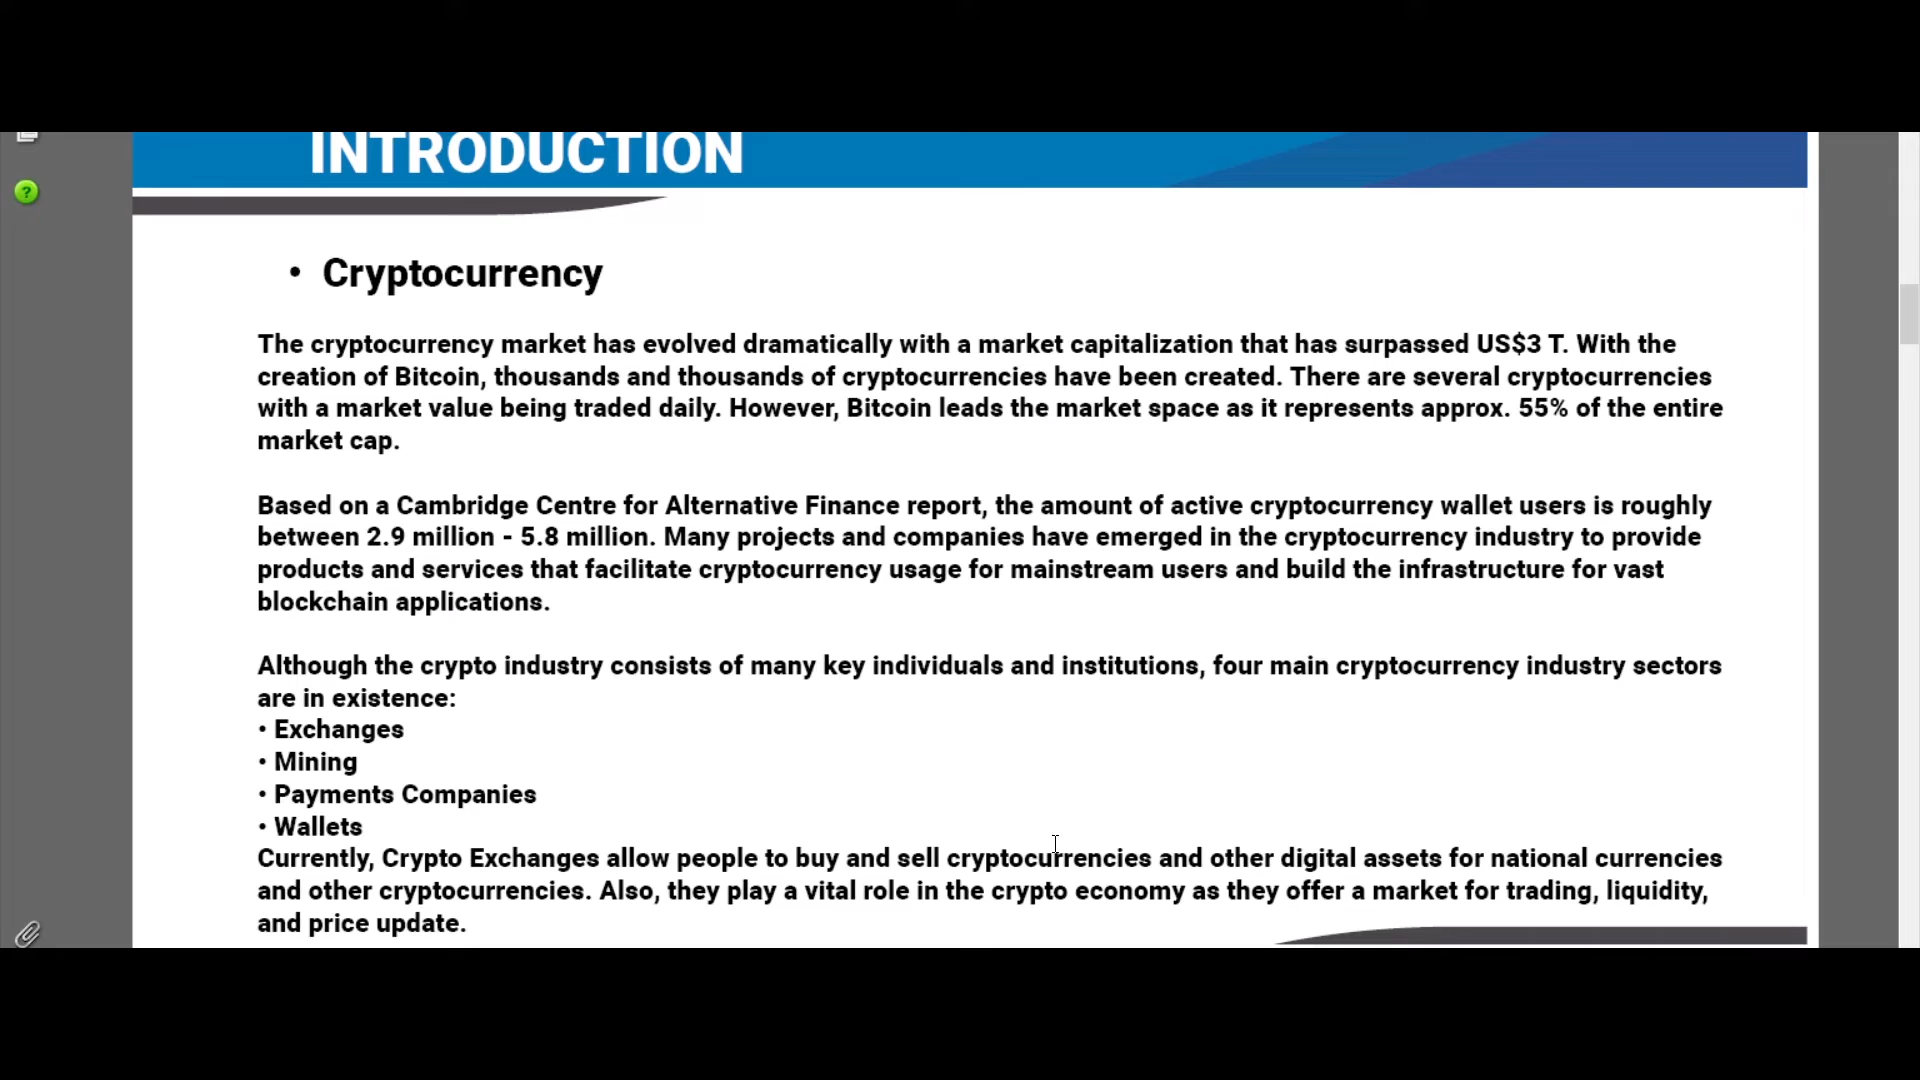 INTRODUCTION
• Cryptocurrency
The cryptocurrency market has evolved dramatically with a market capitalization that has surpassed US$3 T. With the
creation of Bitcoin, thousands and thousands of cryptocurrencies have been created. There are several cryptocurrencies
with a market value being traded daily. However, Bitcoin leads the market space as it represents approx. 55% of the entire
market cap.
Based on a Cambridge Centre for Alternative Finance report, the amount of active cryptocurrency wallet users is roughly
between 2.9 million - 5.8 million. Many projects and companies have emerged in the cryptocurrency industry to provide
products and services that facilitate cryptocurrency usage for mainstream users and build the infrastructure for vast
blockchain applications.
Although the crypto industry consists of many key individuals and institutions, four main cryptocurrency industry sectors
are in existence:
• Exchanges
• Mining
• Payments Companies
• Wallets
Currently, Crypto Exchanges allow people to buy and sell cryptocurrencies and other digital assets for national currencies
and other cryptocurrencies. Also, they play a vital role in the crypto economy as they offer a market for trading, liquidity,
and price update.